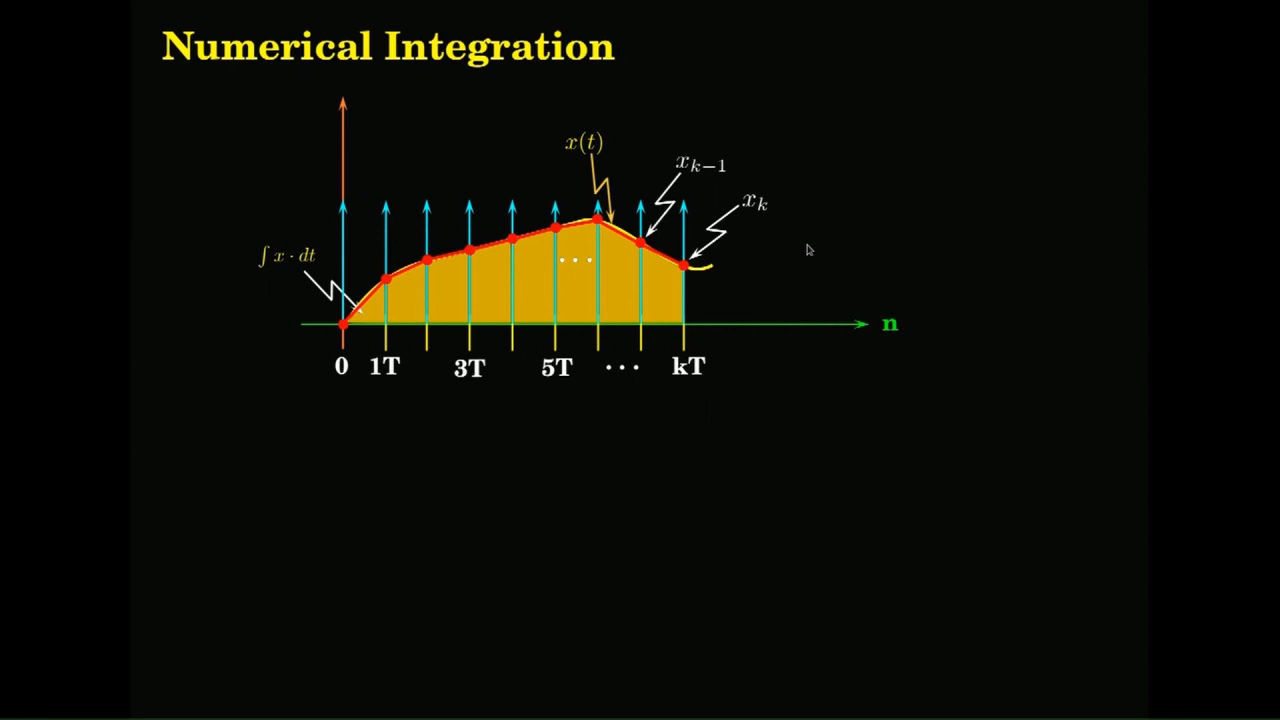 Numerical Integration
x(t)
x_{k-1}
x_k
∫ x · dt
...
n
0 1T 3T 5T ... kT